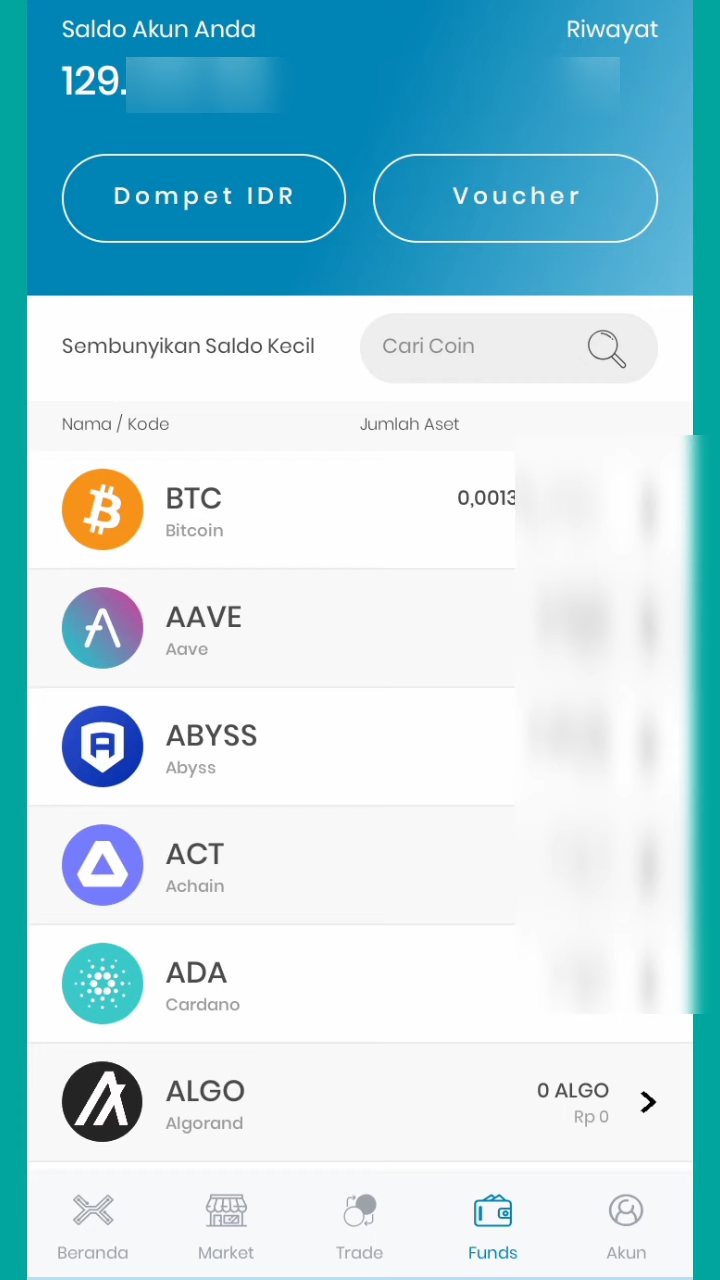 Saldo Akun Anda Riwayat
129.
Dompet IDR Voucher
Sembunyikan Saldo Kecil Cari Coin
Nama / Kode Jumlah Aset
BTC 0,0013
Bitcoin
AAVE
Aave
ABYSS
Abyss
ACT
Achain
ADA
Cardano
ALGO 0 ALGO
Algorand Rp 0
Beranda Market Trade Funds Akun